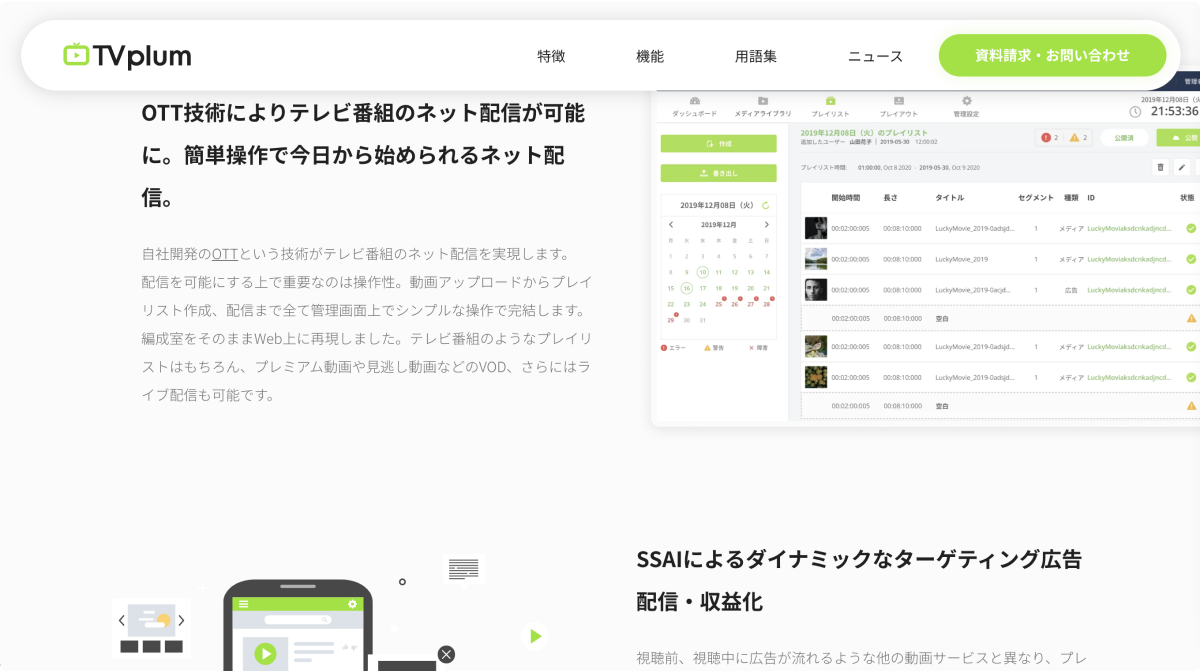 TVplum
特徴
機能
用語集
ニュース
資料請求・お問い合わせ
OTT技術によりテレビ番組のネット配信が可能
に。簡単操作で今日から始められるネット配
信。
自社開発のOTTという技術がテレビ番組のネット配信を実現します。
配信を可能にする上で重要なのは操作性。動画アップロードからプレイ
リスト作成、配信まで全て管理画面上でシンプルな操作で完結します。
編成室をそのままWeb上に再現しました。テレビ番組のようなプレイリ
ストはもちろん、プレミアム動画や見逃し動画などのVOD、さらにはラ
イブ配信も可能です。
ダッシュボード
メディアライブラリ
プレイリスト
プレイアウト
管理設定
2019年12月08日（火
21:53:36
作成
書き出し
2019年12月08日（火）
2019年12月
月 火 水 木 金 土 日
1 2 3 4 5 6 7
8 9 10 11 12 13 14
15 16 17 18 19 20 21
22 23 24 25 26 27 28
29 30 31
エラー 警告 障害
2019年12月08日（火）のプレイリスト
追加したユーザー 山田花子 | 2019-05-30 12:00:02
2
2
公開済
公開
プレイリスト時間: 01:00:00, Oct 8 2020 - 2019-05-30, Oct 9 2020
開始時間 長さ タイトル セグメント 種類 ID 状態
00:02:00:005 00:08:10:000 LuckyMovie_2019-0adsjd... 1 メディア LuckyMoviaksdcnkadjncd...
00:02:00:005 00:08:10:000 LuckyMovie_2019 1 メディア LuckyMoviaksdcnkadjncd...
00:02:00:005 00:08:10:000 LuckyMovie_2019-0acjd... 1 広告 LuckyMoviaksdcnkadjncd...
00:02:00:005 00:08:10:000 空白
00:02:00:005 00:08:10:000 LuckyMovie_2019-0adsjd... 1 メディア LuckyMoviaksdcnkadjncd...
00:02:00:005 00:08:10:000 LuckyMovie_2019-0adsjd... 1 メディア LuckyMoviaksdcnkadjncd...
00:02:00:005 00:08:10:000 空白
SSAIによるダイナミックなターゲティング広告
配信・収益化
視聴前、視聴中に広告が流れるような他の動画サービスと異なり、プレ